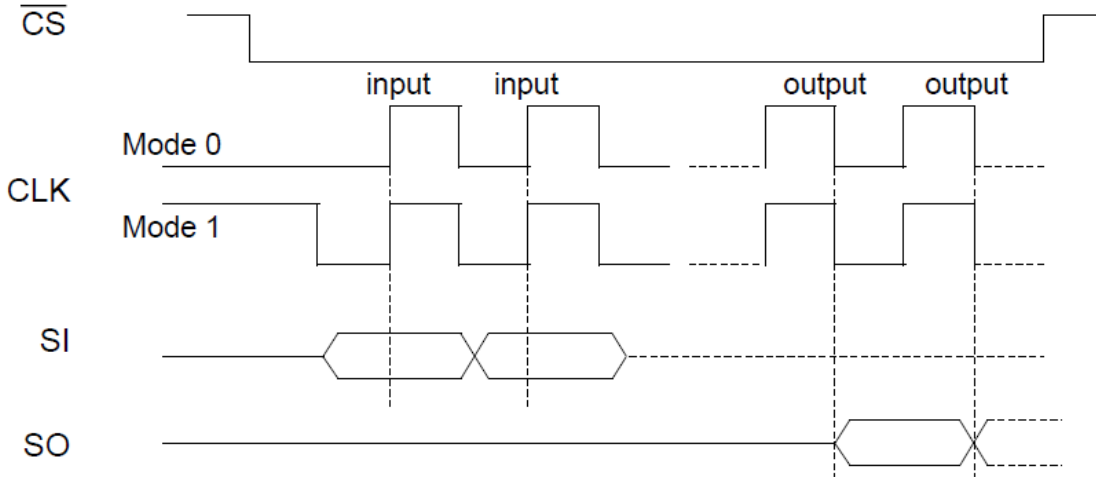 CS
input input output output
Mode 0
CLK
Mode 1
SI
SO